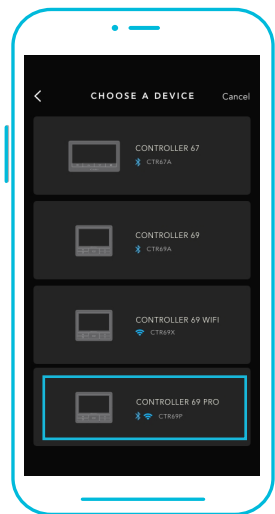 CHOOSE A DEVICE Cancel
CONTROLLER 67
CTR67A
CONTROLLER 69
CTR69A
CONTROLLER 69 WIFI
CTR69X
CONTROLLER 69 PRO
CTR69P